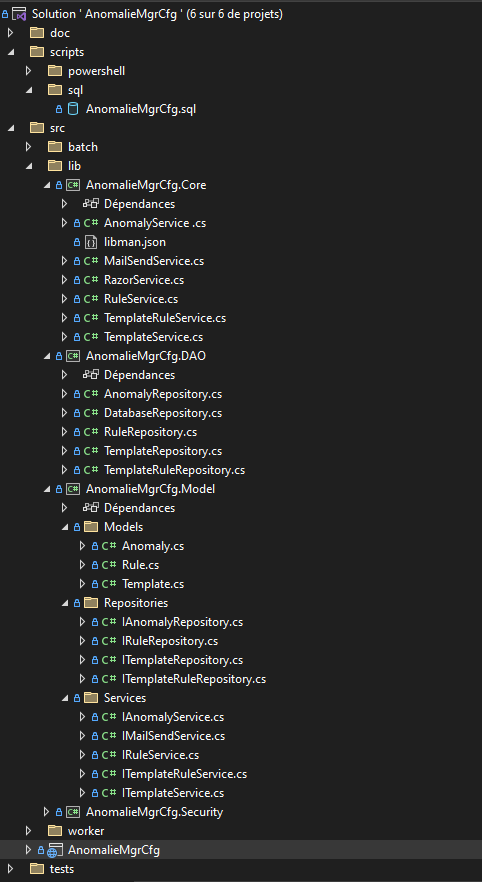 Solution ' AnomalieMgrCfg ' (6 sur 6 de projets)
doc
scripts
powershell
sql
AnomalieMgrCfg.sql
src
batch
lib
C# AnomalieMgrCfg.Core
Dépendances
C# AnomalyService .cs
libman.json
C# MailSendService.cs
C# RazorService.cs
C# RuleService.cs
C# TemplateRuleService.cs
C# TemplateService.cs
C# AnomalieMgrCfg.DAO
Dépendances
C# AnomalyRepository.cs
C# DatabaseRepository.cs
C# RuleRepository.cs
C# TemplateRepository.cs
C# TemplateRuleRepository.cs
C# AnomalieMgrCfg.Model
Dépendances
Models
C# Anomaly.cs
C# Rule.cs
C# Template.cs
Repositories
C# IAnomalyRepository.cs
C# IRuleRepository.cs
C# ITemplateRepository.cs
C# ITemplateRuleRepository.cs
Services
C# IAnomalyService.cs
C# IMailSendService.cs
C# IRuleService.cs
C# ITemplateRuleService.cs
C# ITemplateService.cs
C# AnomalieMgrCfg.Security
worker
AnomalieMgrCfg
tests